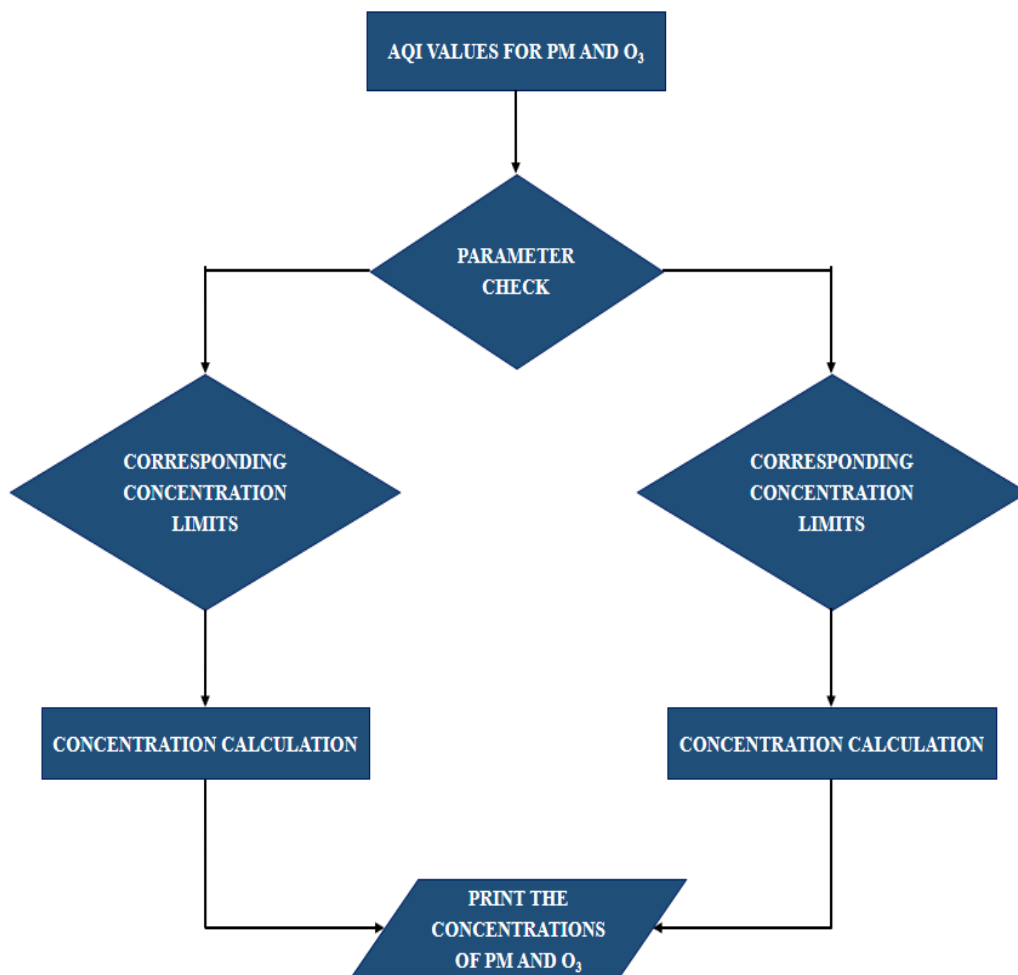 AQI VALUES FOR PM AND O₃
PARAMETER
CHECK
CORRESPONDING
CONCENTRATION
LIMITS
CORRESPONDING
CONCENTRATION
LIMITS
CONCENTRATION CALCULATION
CONCENTRATION CALCULATION
PRINT THE
CONCENTRATIONS
OF PM AND O₃